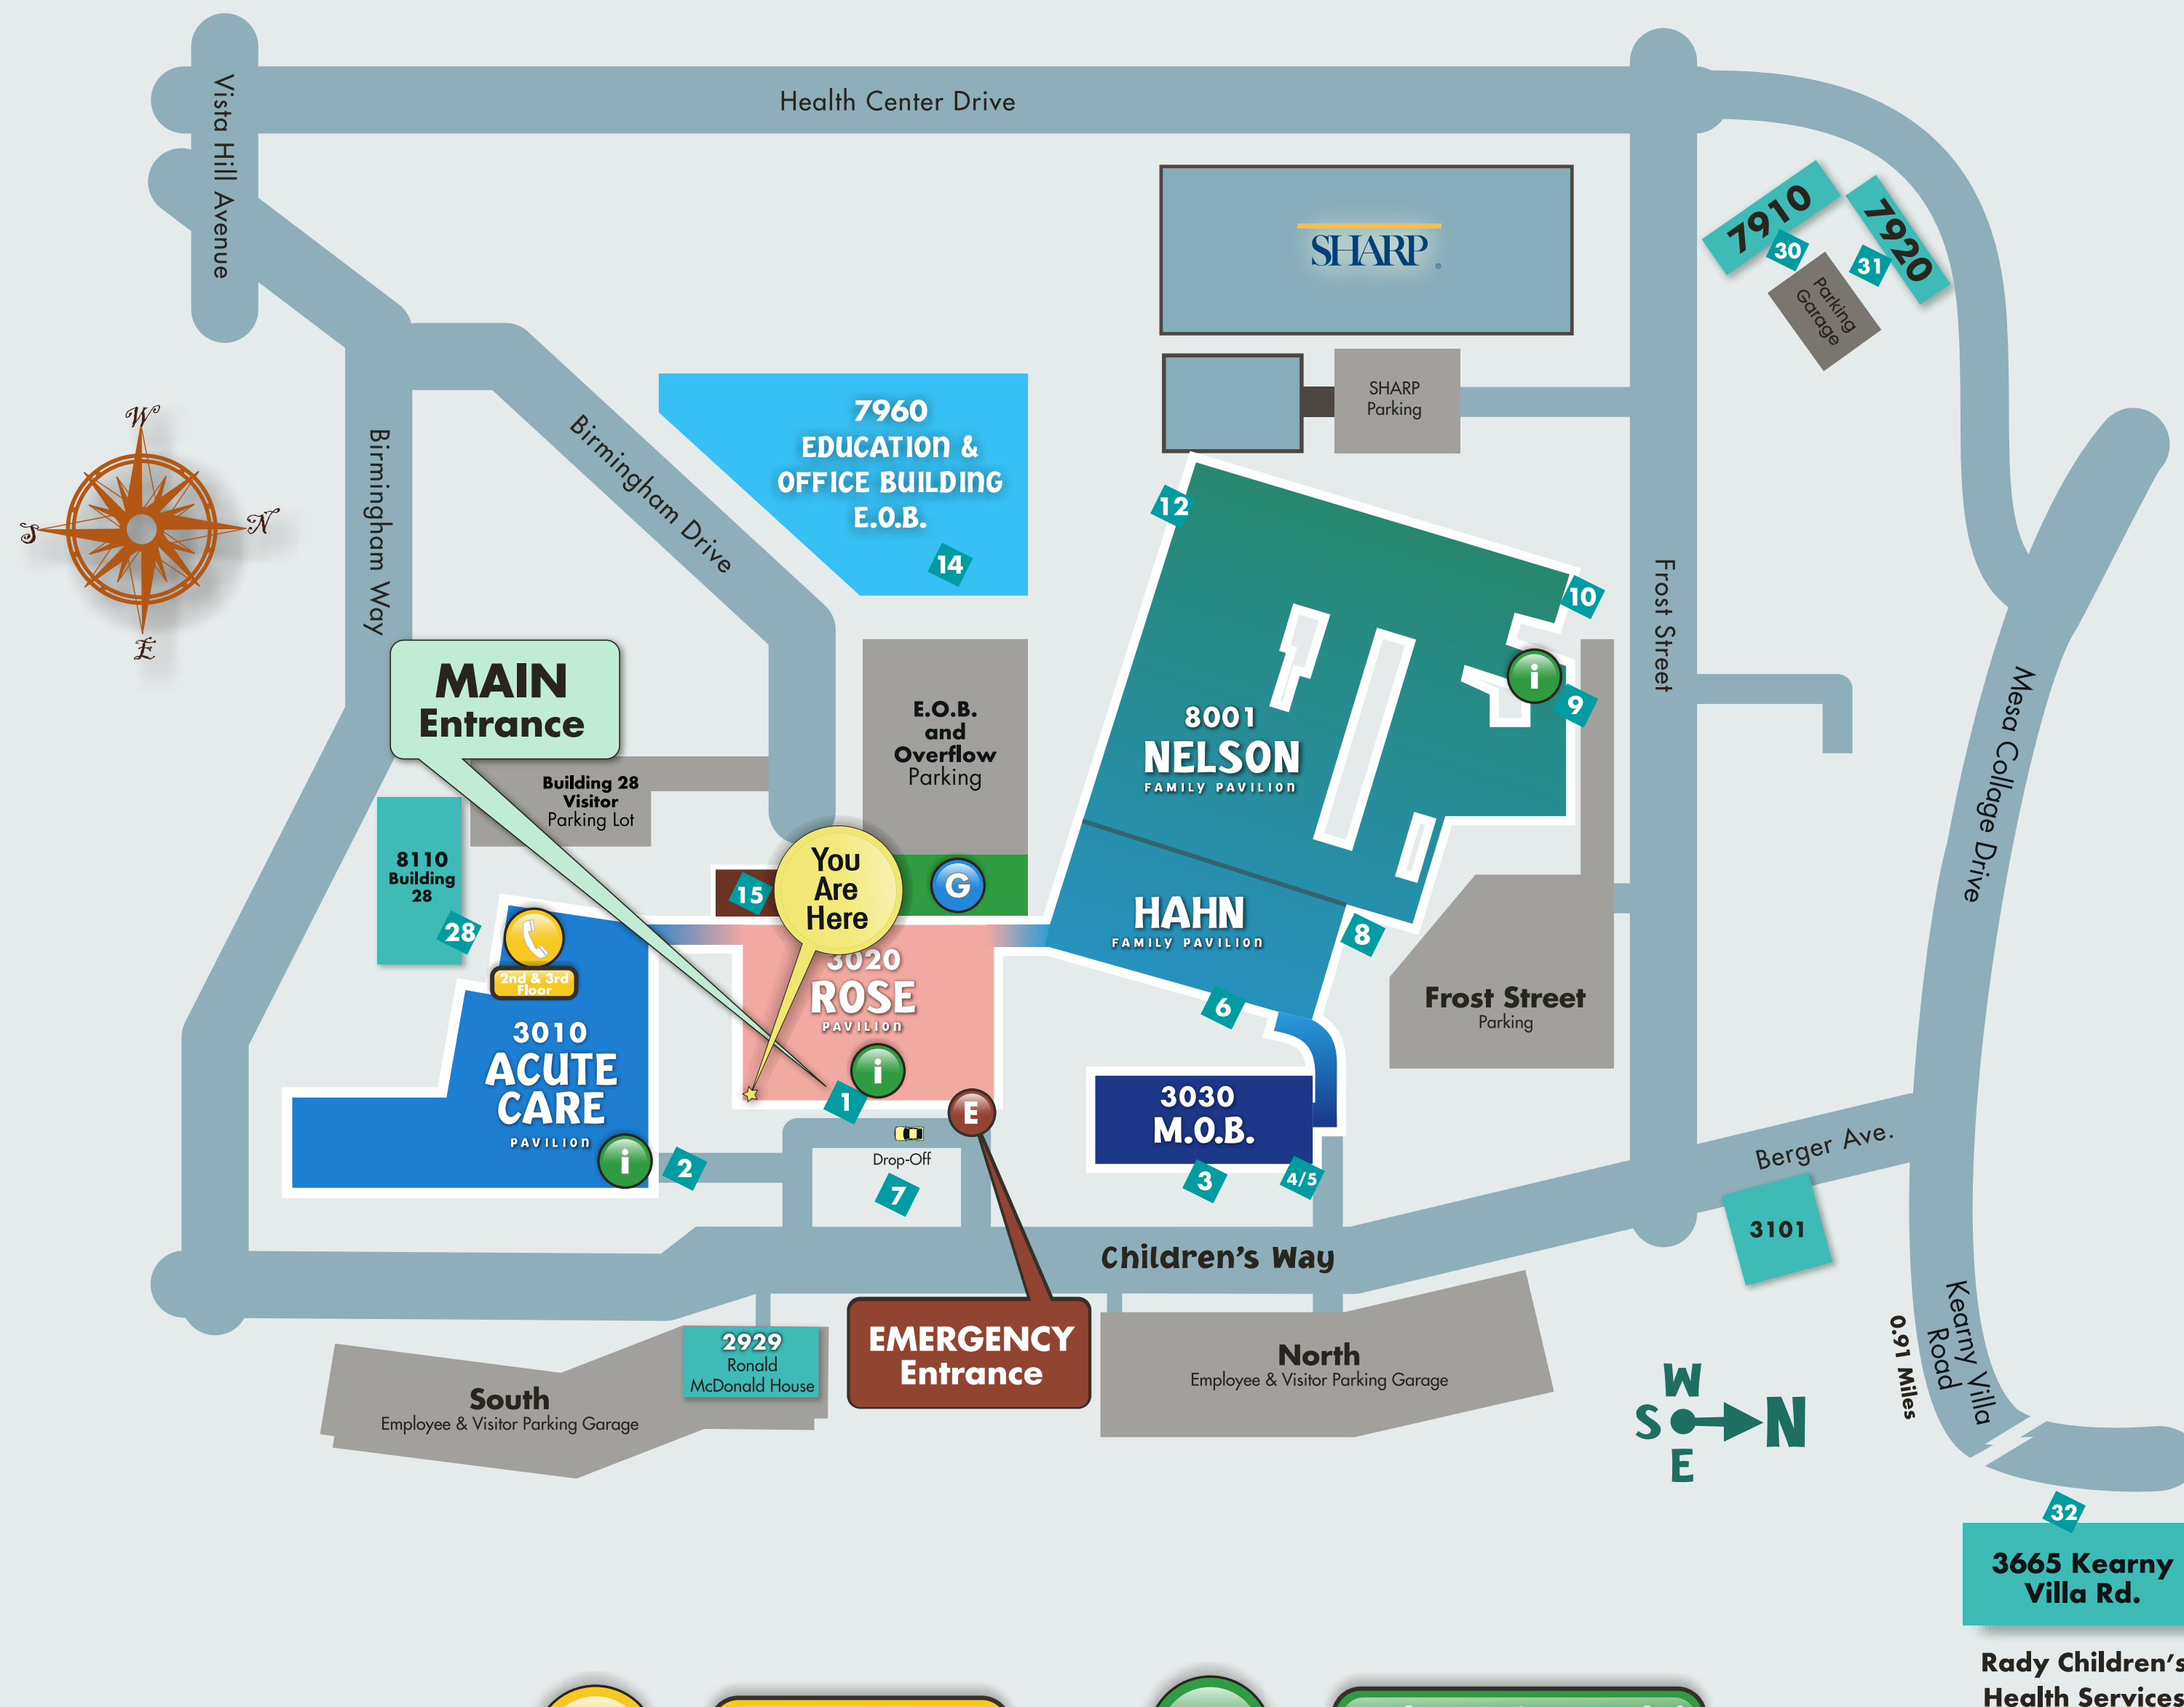 Health Center Drive
Vista Hill Avenue
SHARP
7910
7920
30
31
Parking
Garage
SHARP
Parking
7960
EDUCATION &
OFFICE BUILDING
E.O.B.
14
W
N
S
E
Birmingham Way
Birmingham Drive
12
10
Frost Street
MAIN
Entrance
E.O.B.
and
Overflow
Parking
8001
NELSON
FAMILY PAVILION
i
9
Mesa Collage Drive
Building 28
Visitor
Parking Lot
8110
Building
28
28
You
Are
Here
15
G
2nd & 3rd
Floor
HAHN
FAMILY PAVILION
8
3020
ROSE
PAVILION
6
Frost Street
Parking
3010
ACUTE
CARE
PAVILION
i
1
i
E
2
Drop-Off
7
3030
M.O.B.
3
4/5
Berger Ave.
3101
Children's Way
EMERGENCY
Entrance
2929
Ronald
McDonald House
South
Employee & Visitor Parking Garage
North
Employee & Visitor Parking Garage
W
S
N
E
Kearny Villa
Road
0.91 Miles
32
3665 Kearny
Villa Rd.
Rady Children's
Health Services